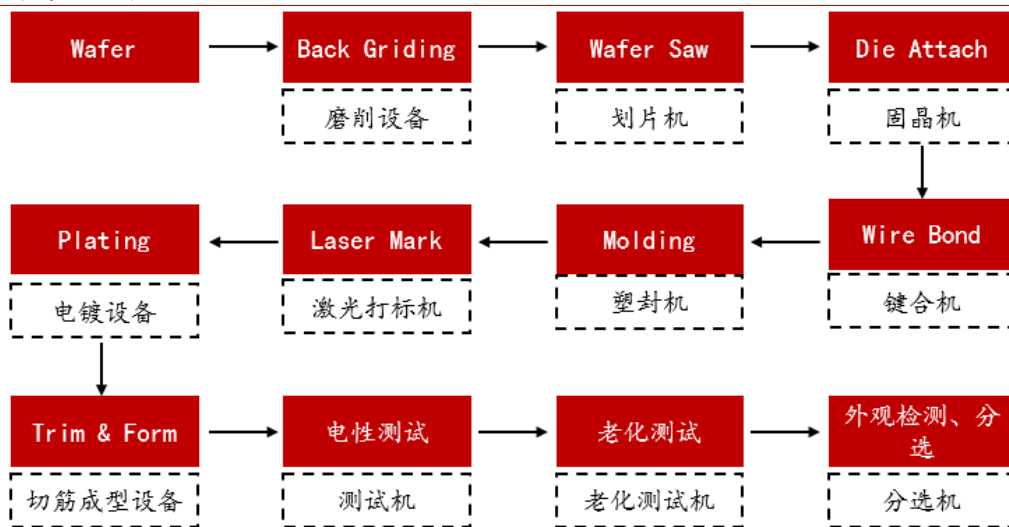 Wafer
Back Griding
Wafer Saw
Die Attach
磨削设备
划片机
固晶机
Plating
Laser Mark
Molding
Wire Bond
电镀设备
激光打标机
塑封机
键合机
Trim & Form
电性测试
老化测试
外观检测、分
选
切筋成型设备
测试机
老化测试机
分选机